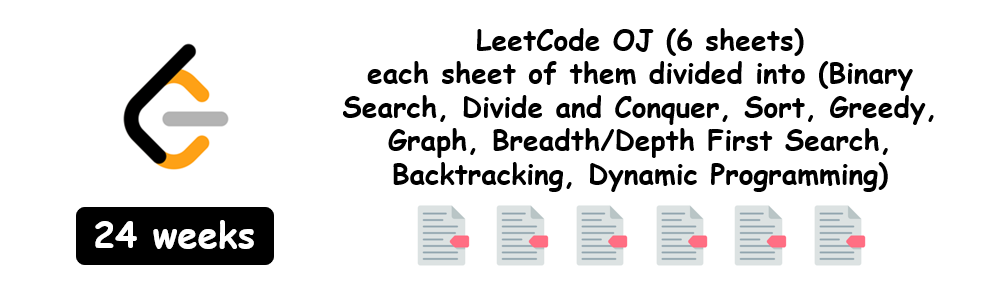 LeetCode OJ (6 sheets)
each sheet of them divided into (Binary
Search, Divide and Conquer, Sort, Greedy,
Graph, Breadth/Depth First Search,
Backtracking, Dynamic Programming)
24 weeks